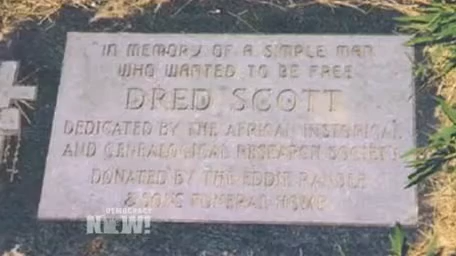 IN MEMORY OF A SIMPLE MAN
WHO WANTED TO BE FREE
DRED SCOTT
DEDICATED BY THE AFRICAN HISTORICAL
AND GENEALOGICAL RESEARCH SOCIETY
DONATED BY THE EDDIE RANDLE
& SONS FUNERAL HOME
DEMOCRACY
NOW!